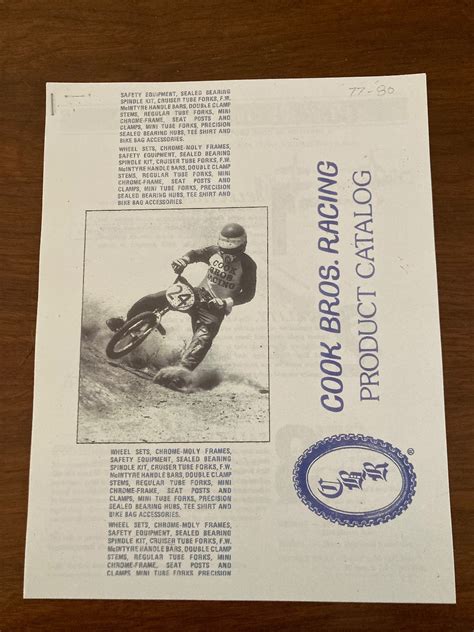 77-80
SAFETY EQUIPMENT, SEALED BEARING
SPINDLE KIT, CRUISER TUBE FORKS, F.W.
McINTYRE HANDLE BARS, DOUBLE CLAMP
STEMS, REGULAR TUBE FORKS, MINI
CHROME-FRAME, SEAT POSTS AND
CLAMPS, MINI TUBE FORKS, PRECISION
SEALED BEARING HUBS, TEE SHIRT AND
BIKE BAG ACCESSORIES.
WHEEL SETS, CHROME-MOLY FRAMES,
SAFETY EQUIPMENT, SEALED BEARING
SPINDLE KIT, CRUISER TUBE FORKS, F.W.
McINTYRE HANDLE BARS, DOUBLE CLAMP
STEMS, REGULAR TUBE FORKS, MINI
CHROME-FRAME, SEAT POSTS AND
CLAMPS, MINI TUBE FORKS, PRECISION
SEALED BEARING HUBS, TEE SHIRT AND
BIKE BAG ACCESSORIES.
COOK
BROS.
RACING
WHEEL SETS, CHROME-MOLY FRAMES,
SAFETY EQUIPMENT, SEALED BEARING
SPINDLE KIT, CRUISER TUBE FORKS, F.W.
McINTYRE HANDLE BARS, DOUBLE CLAMP
STEMS, REGULAR TUBE FORKS, MINI
CHROME-FRAME, SEAT POSTS AND
CLAMPS, MINI TUBE FORKS, PRECISION
SEALED BEARING HUBS, TEE SHIRT AND
BIKE BAG ACCESSORIES.
WHEEL SETS, CHROME-MOLY FRAMES,
SAFETY EQUIPMENT, SEALED BEARING
SPINDLE KIT, CRUISER TUBE FORKS, F.W.
McINTYRE HANDLE BARS, DOUBLE CLAMP
STEMS, REGULAR TUBE FORKS, MINI
CHROME-FRAME, SEAT POSTS AND
CLAMPS, MINI TUBE FORKS, PRECISION
COOK BROS. RACING
PRODUCT CATALOG
CBR
®